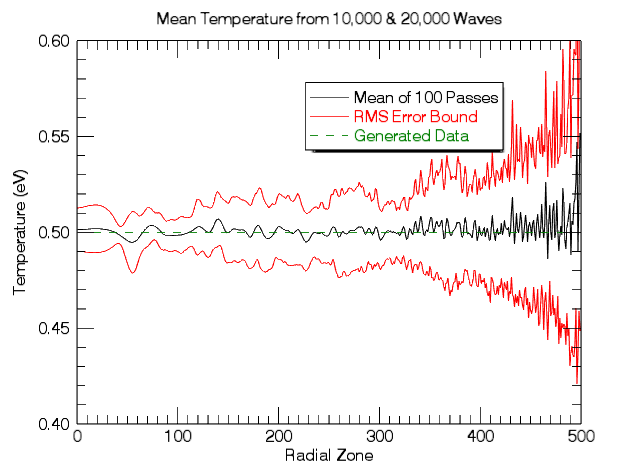 Mean Temperature from 10,000 & 20,000 Waves
0.60
0.55
0.50
0.45
0.40
Temperature (eV)
Mean of 100 Passes
RMS Error Bound
Generated Data
0 100 200 300 400 500
Radial Zone